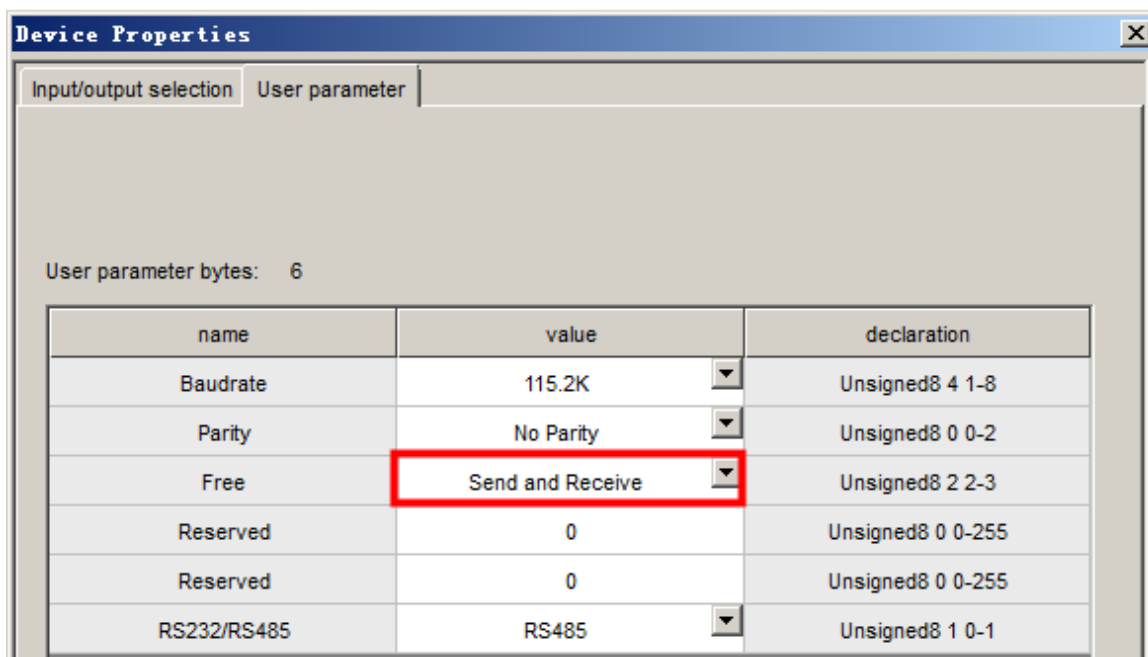 Device Properties
Input/output selection User parameter
User parameter bytes: 6
name value declaration
Baudrate 115.2K Unsigned8 4 1-8
Parity No Parity Unsigned8 0 0-2
Free Send and Receive Unsigned8 2 2-3
Reserved 0 Unsigned8 0 0-255
Reserved 0 Unsigned8 0 0-255
RS232/RS485 RS485 Unsigned8 1 0-1